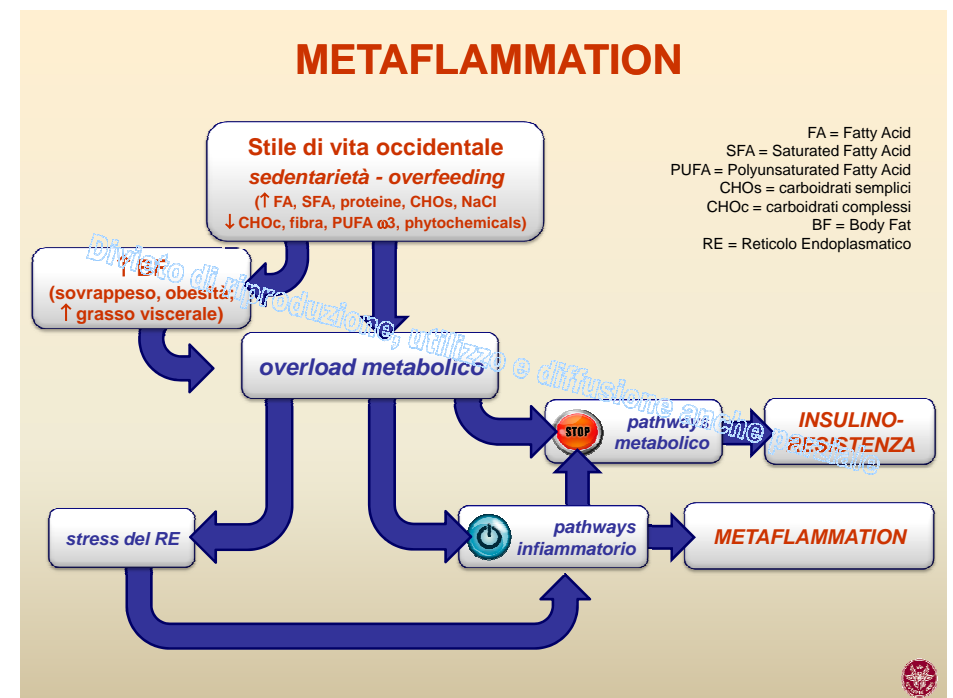 METAFLAMMATION
Stile di vita occidentale
sedentarietà - overfeeding
(↑ FA, SFA, proteine, CHOs, NaCl
↓ CHOc, fibra, PUFA ω3, phytochemicals)
FA = Fatty Acid
SFA = Saturated Fatty Acid
PUFA = Polyunsaturated Fatty Acid
CHOs = carboidrati semplici
CHOc = carboidrati complessi
BF = Body Fat
RE = Reticolo Endoplasmatico
↑ BF
(sovrappeso, obesità;
↑ grasso viscerale)
Divieto di riproduzione, utilizzo e diffusione anche parziale
overload metabolico
STOP
pathways
metabolico
INSULINO-
RESISTENZA
stress del RE
pathways
infiammatorio
METAFLAMMATION